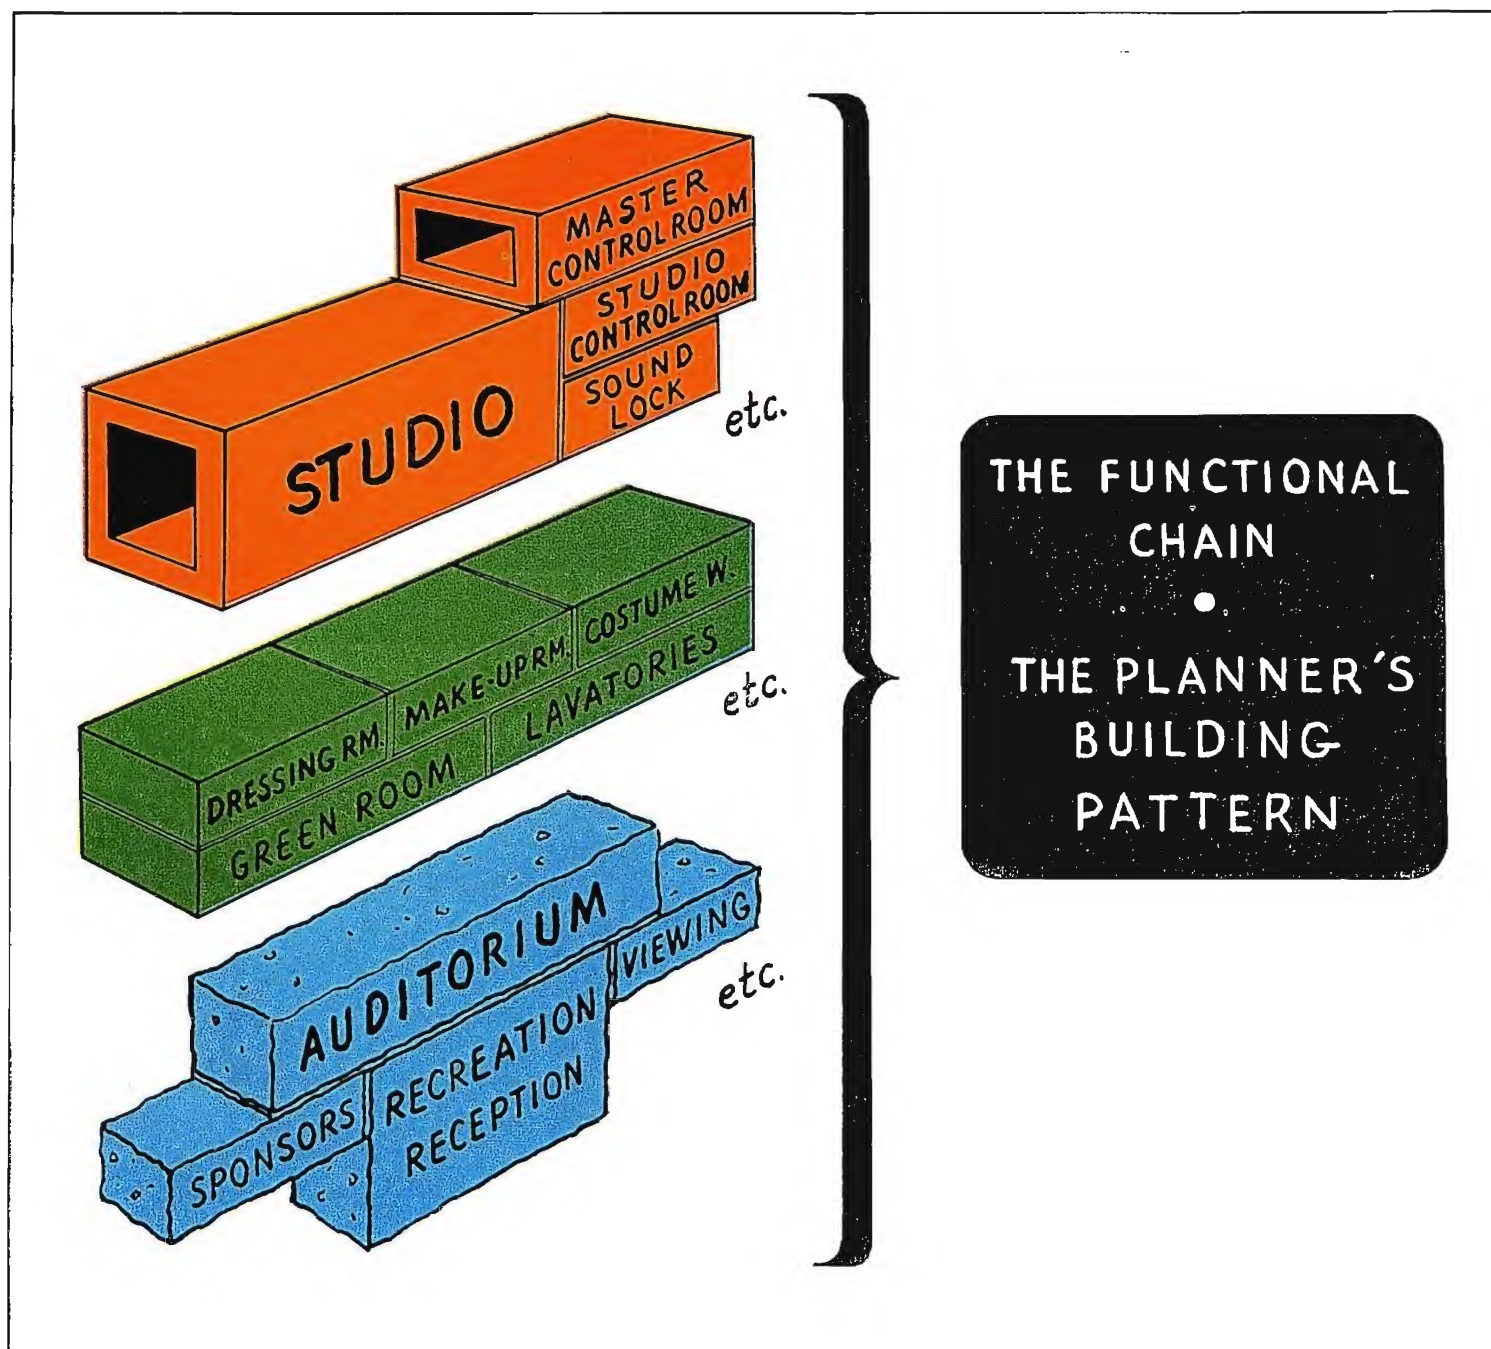 MASTER
CONTROL ROOM
STUDIO
CONTROL ROOM
SOUND
LOCK
STUDIO
etc.
DRESSING RM.
MAKE-UP RM.
COSTUME W.
GREEN ROOM
LAVATORIES
etc.
AUDITORIUM
VIEWING
SPONSORS
RECREATION
RECEPTION
etc.
THE FUNCTIONAL
CHAIN
•
THE PLANNER'S
BUILDING
PATTERN